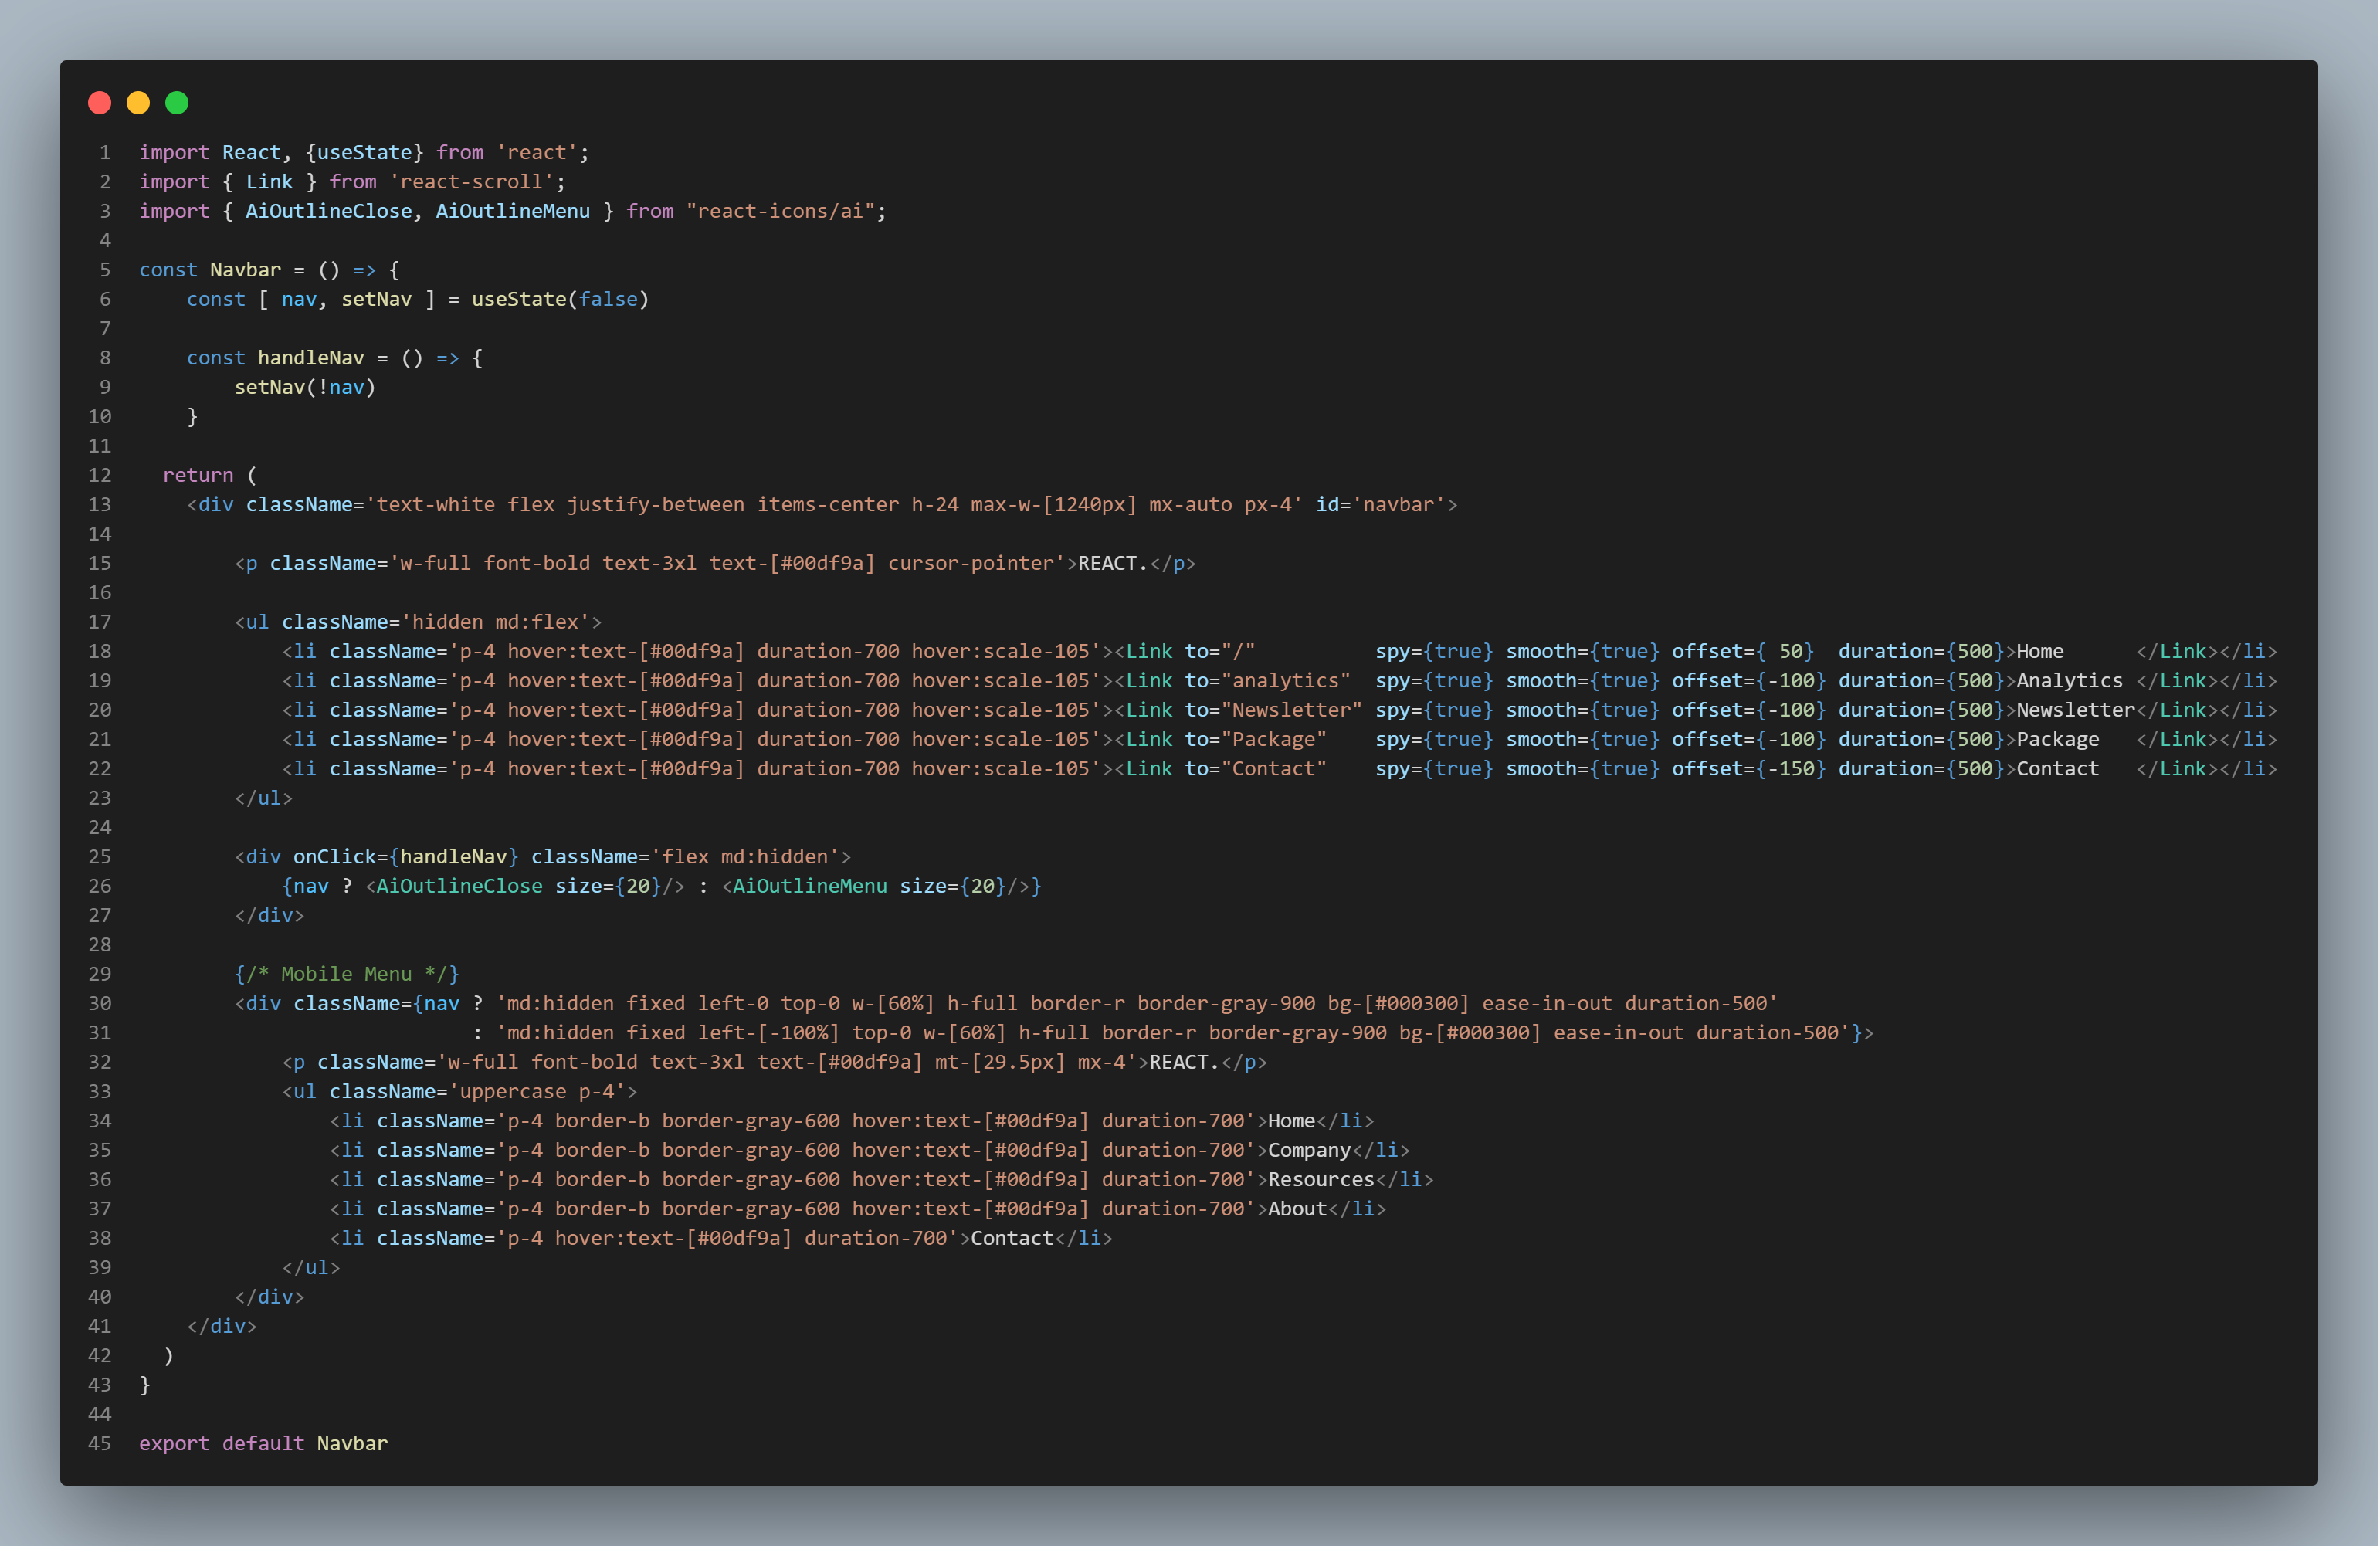 1 import React, {useState} from 'react';
2 import { Link } from 'react-scroll';
3 import { AiOutlineClose, AiOutlineMenu } from "react-icons/ai";
4
5 const Navbar = () => {
6     const [ nav, setNav ] = useState(false)
7
8     const handleNav = () => {
9         setNav(!nav)
10     }
11
12   return (
13     <div className='text-white flex justify-between items-center h-24 max-w-[1240px] mx-auto px-4' id='navbar'>
14
15         <p className='w-full font-bold text-3xl text-[#00df9a] cursor-pointer'>REACT.</p>
16
17         <ul className='hidden md:flex'>
18             <li className='p-4 hover:text-[#00df9a] duration-700 hover:scale-105'><Link to="/"          spy={true} smooth={true} offset={ 50}  duration={500}>Home      </Link></li>
19             <li className='p-4 hover:text-[#00df9a] duration-700 hover:scale-105'><Link to="analytics"  spy={true} smooth={true} offset={-100} duration={500}>Analytics </Link></li>
20             <li className='p-4 hover:text-[#00df9a] duration-700 hover:scale-105'><Link to="Newsletter" spy={true} smooth={true} offset={-100} duration={500}>Newsletter</Link></li>
21             <li className='p-4 hover:text-[#00df9a] duration-700 hover:scale-105'><Link to="Package"    spy={true} smooth={true} offset={-100} duration={500}>Package   </Link></li>
22             <li className='p-4 hover:text-[#00df9a] duration-700 hover:scale-105'><Link to="Contact"    spy={true} smooth={true} offset={-150} duration={500}>Contact   </Link></li>
23         </ul>
24
25         <div onClick={handleNav} className='flex md:hidden'>
26             {nav ? <AiOutlineClose size={20}/> : <AiOutlineMenu size={20}/>}
27         </div>
28
29         {/* Mobile Menu */}
30         <div className={nav ? 'md:hidden fixed left-0 top-0 w-[60%] h-full border-r border-gray-900 bg-[#000300] ease-in-out duration-500'
31                             : 'md:hidden fixed left-[-100%] top-0 w-[60%] h-full border-r border-gray-900 bg-[#000300] ease-in-out duration-500'}>
32             <p className='w-full font-bold text-3xl text-[#00df9a] mt-[29.5px] mx-4'>REACT.</p>
33             <ul className='uppercase p-4'>
34                 <li className='p-4 border-b border-gray-600 hover:text-[#00df9a] duration-700'>Home</li>
35                 <li className='p-4 border-b border-gray-600 hover:text-[#00df9a] duration-700'>Company</li>
36                 <li className='p-4 border-b border-gray-600 hover:text-[#00df9a] duration-700'>Resources</li>
37                 <li className='p-4 border-b border-gray-600 hover:text-[#00df9a] duration-700'>About</li>
38                 <li className='p-4 hover:text-[#00df9a] duration-700'>Contact</li>
39             </ul>
40         </div>
41     </div>
42   )
43 }
44
45 export default Navbar